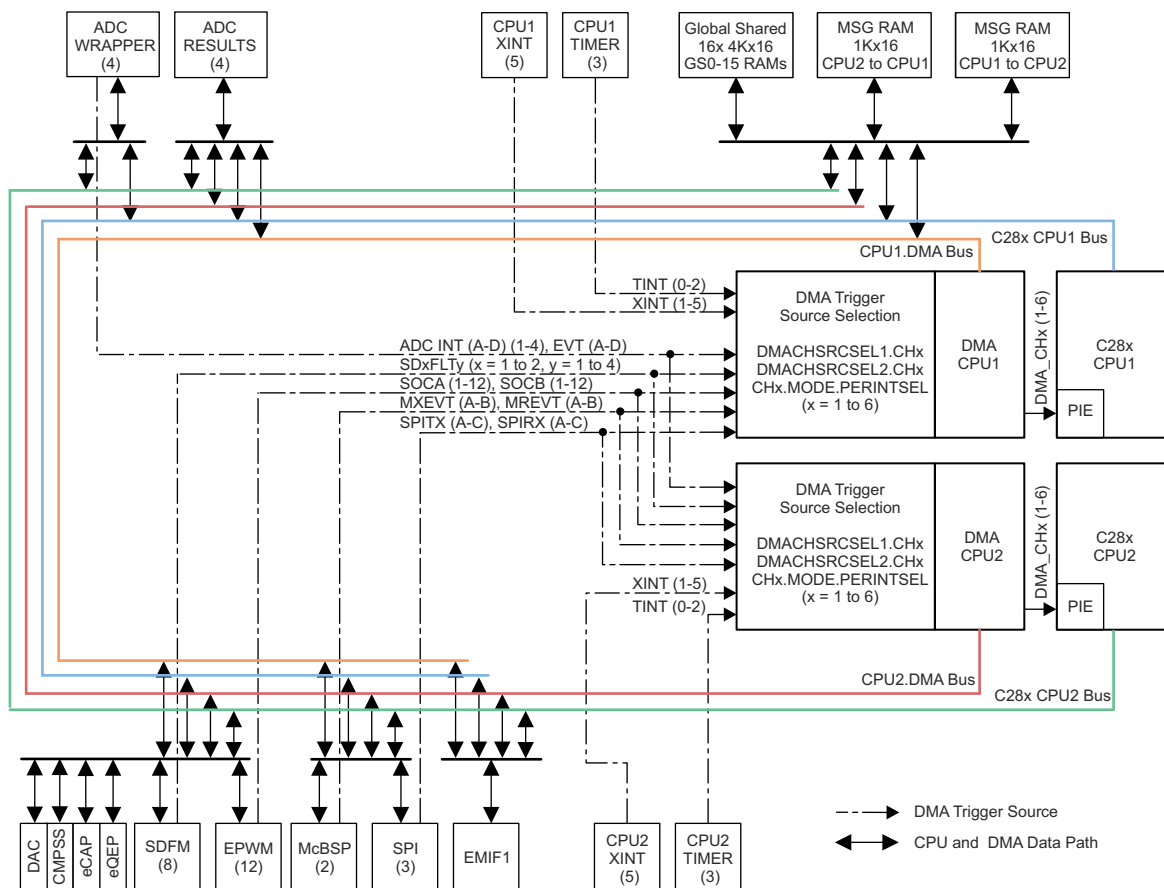 ADC
WRAPPER
(4)
ADC
RESULTS
(4)
CPU1
XINT
(5)
CPU1
TIMER
(3)
Global Shared
16x 4Kx16
GS0-15 RAMs
MSG RAM
1Kx16
CPU2 to CPU1
MSG RAM
1Kx16
CPU1 to CPU2
C28x CPU1 Bus
CPU1.DMA Bus
TINT (0-2)
XINT (1-5)
ADC INT (A-D) (1-4), EVT (A-D)
SDxFLTy (x = 1 to 2, y = 1 to 4)
SOCA (1-12), SOCB (1-12)
MXEVT (A-B), MREVT (A-B)
SPITX (A-C), SPIRX (A-C)
DMA Trigger
Source Selection
DMACHSRCSEL1.CHx
DMACHSRCSEL2.CHx
CHx.MODE.PERINTSEL
(x = 1 to 6)
DMA
CPU1
DMA_CHx (1-6)
C28x
CPU1
PIE
DMA Trigger
Source Selection
DMACHSRCSEL1.CHx
DMACHSRCSEL2.CHx
CHx.MODE.PERINTSEL
(x = 1 to 6)
DMA
CPU2
DMA_CHx (1-6)
C28x
CPU2
PIE
XINT (1-5)
TINT (0-2)
CPU2.DMA Bus
C28x CPU2 Bus
DAC
CMPSS
eCAP
eQEP
SDFM
(8)
EPWM
(12)
McBSP
(2)
SPI
(3)
EMIF1
CPU2
XINT
(5)
CPU2
TIMER
(3)
DMA Trigger Source
CPU and DMA Data Path